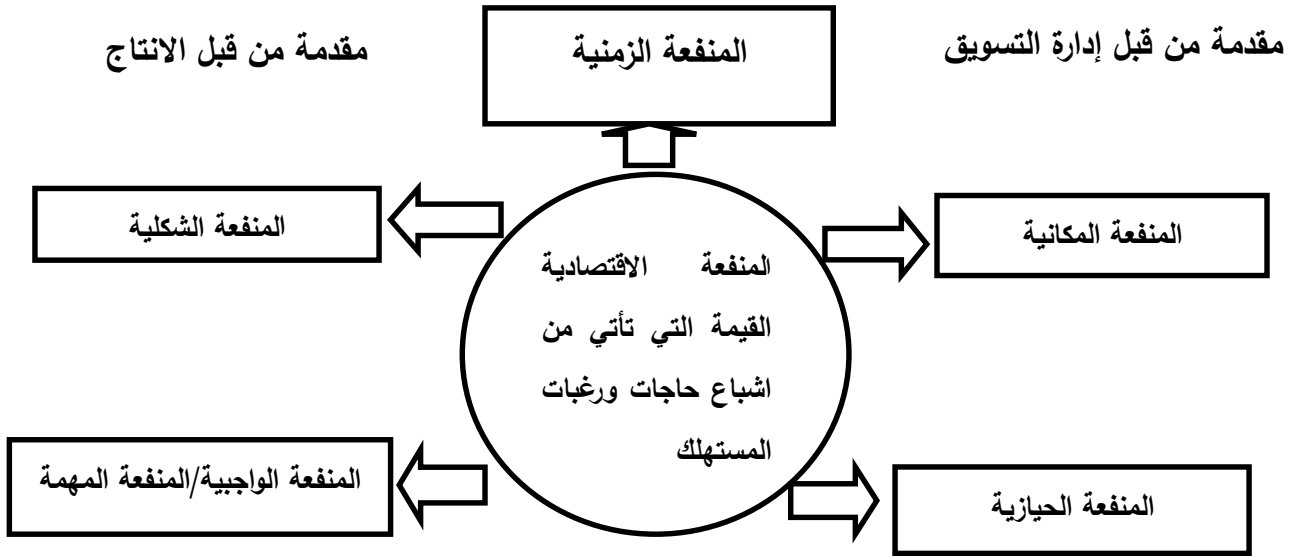 مقدمة من قبل إدارة التسويق
المنفعة الزمنية
مقدمة من قبل الانتاج
المنفعة المكانية
المنفعة الشكلية
المنفعة الاقتصادية
القيمة التي تأتي من
اشباع حاجات ورغبات
المستهلك
المنفعة الحيازية
المنفعة الواجبية/المنفعة المهمة